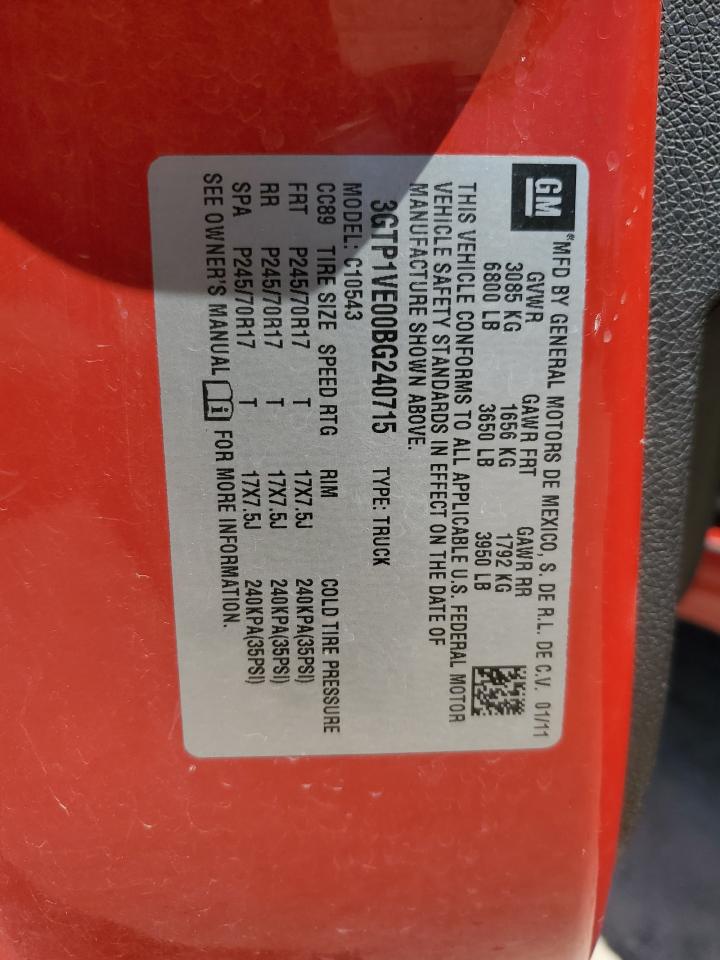 GM
®MFD BY GENERAL MOTORS DE MEXICO, S. DE R.L. DE C.V. 01/11
GVWR GAWR FRT GAWR RR
3085 KG 1656 KG 1792 KG
6800 LB 3650 LB 3950 LB
THIS VEHICLE CONFORMS TO ALL APPLICABLE U.S. FEDERAL MOTOR
VEHICLE SAFETY STANDARDS IN EFFECT ON THE DATE OF
MANUFACTURE SHOWN ABOVE.
3GTP1VE00BG240715 TYPE: TRUCK
MODEL: C10543
CC89 TIRE SIZE SPEED RTG RIM COLD TIRE PRESSURE
FRT P245/70R17 T 17X7.5J 240KPA(35PSI)
RR P245/70R17 T 17X7.5J 240KPA(35PSI)
SPA P245/70R17 T 17X7.5J 240KPA(35PSI)
SEE OWNER'S MANUAL i FOR MORE INFORMATION.